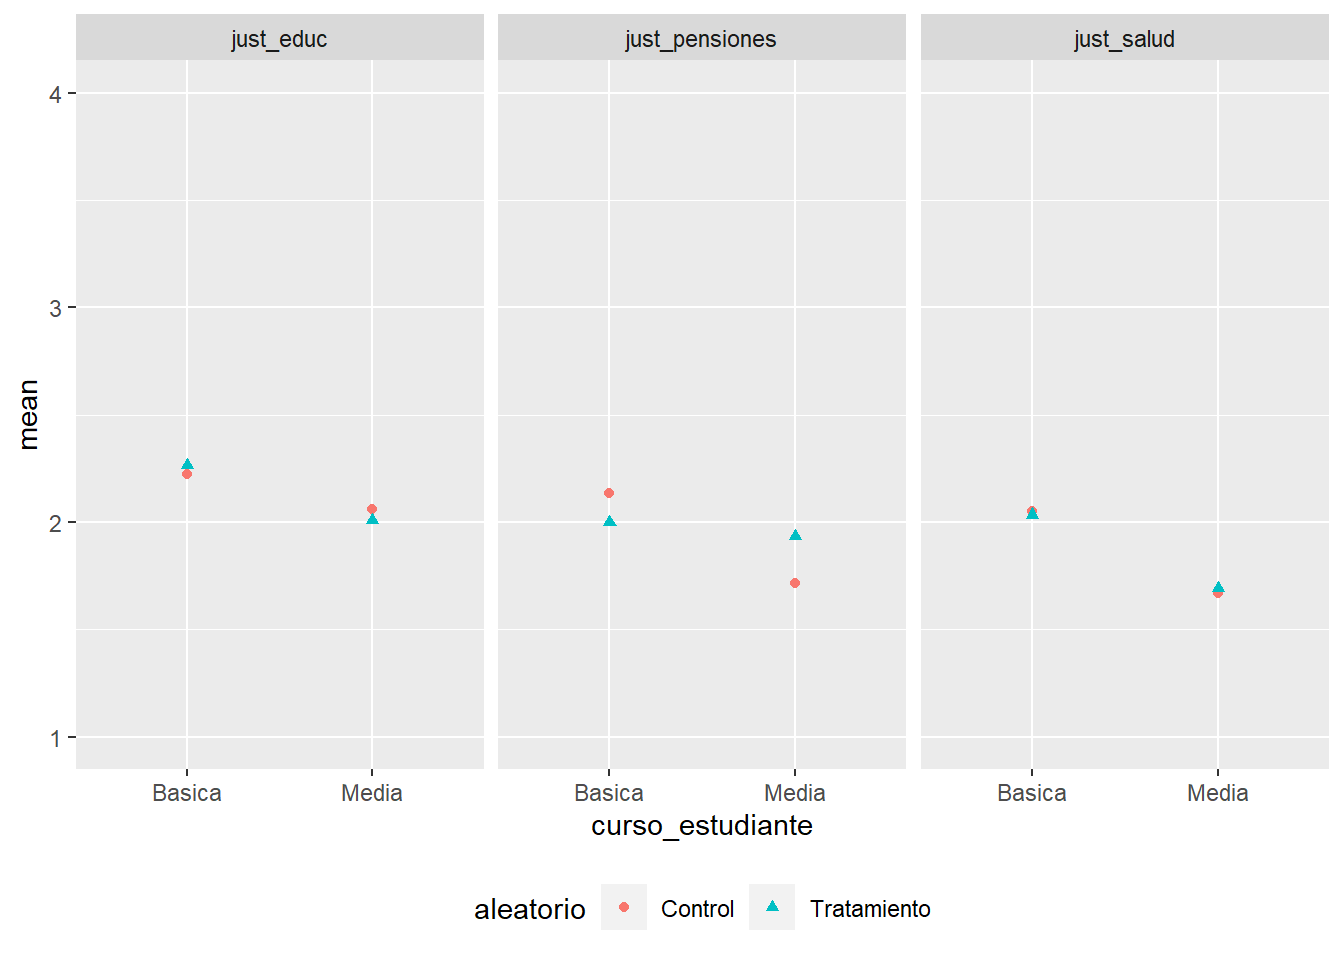 just_educ just_pensiones just_salud
4
3
2
1
mean
Basica Media Basica Media Basica Media
curso_estudiante
aleatorio Control Tratamiento